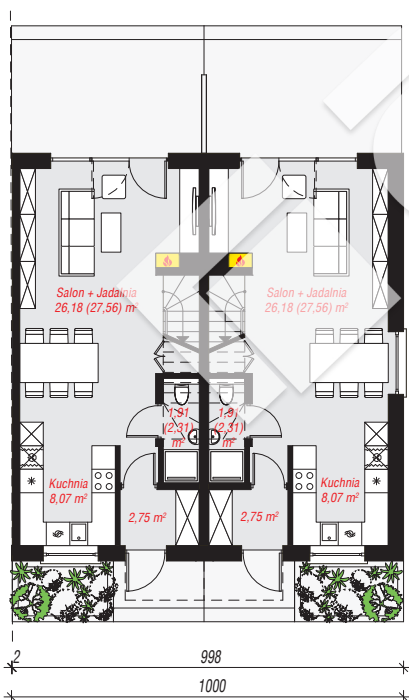 Salon + Jadalnia
26,18 (27,56) m²
Salon + Jadalnia
26,18 (27,56) m²
1,91
(2,31)
m²
1,91
(2,31)
m²
Kuchnia
8,07 m²
2,75 m²
2,75 m²
Kuchnia
8,07 m²
2
998
1000